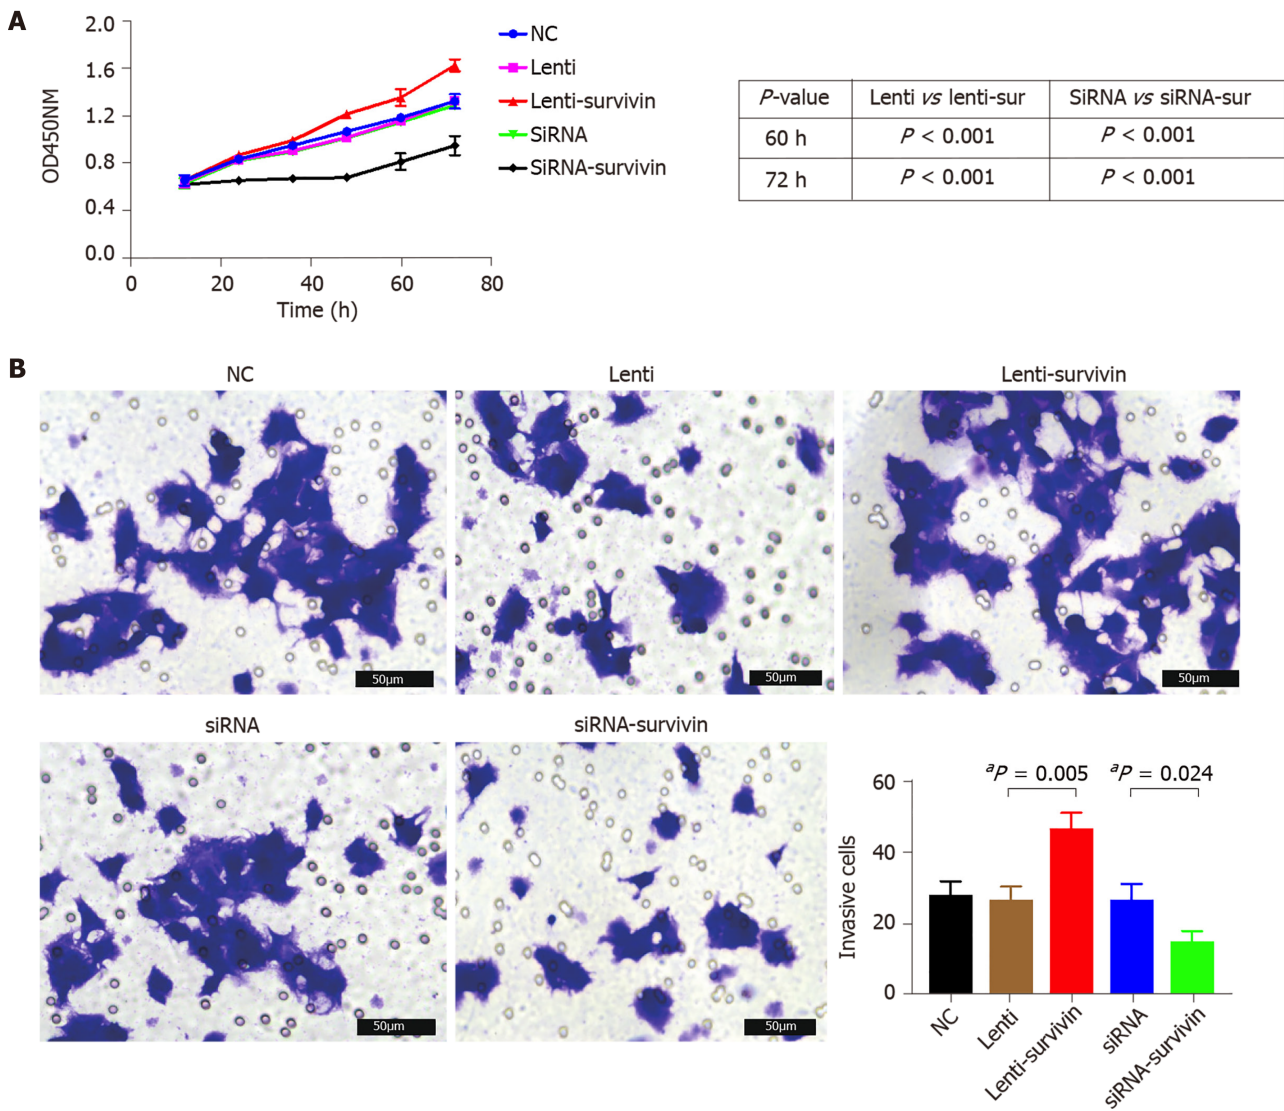 A
2.0
1.6
1.2
0.8
0.4
0.0
OD450NM
0 20 40 60 80
Time (h)
NC
Lenti
Lenti-survivin
SiRNA
SiRNA-survivin
P-value Lenti vs lenti-sur SiRNA vs siRNA-sur
60 h P < 0.001 P < 0.001
72 h P < 0.001 P < 0.001
B
NC Lenti Lenti-survivin
50μm 50μm 50μm
siRNA siRNA-survivin
50μm 50μm
aP = 0.005 aP = 0.024
60
40
20
0
Invasive cells
NC
Lenti
Lenti-survivin
siRNA
siRNA-survivin